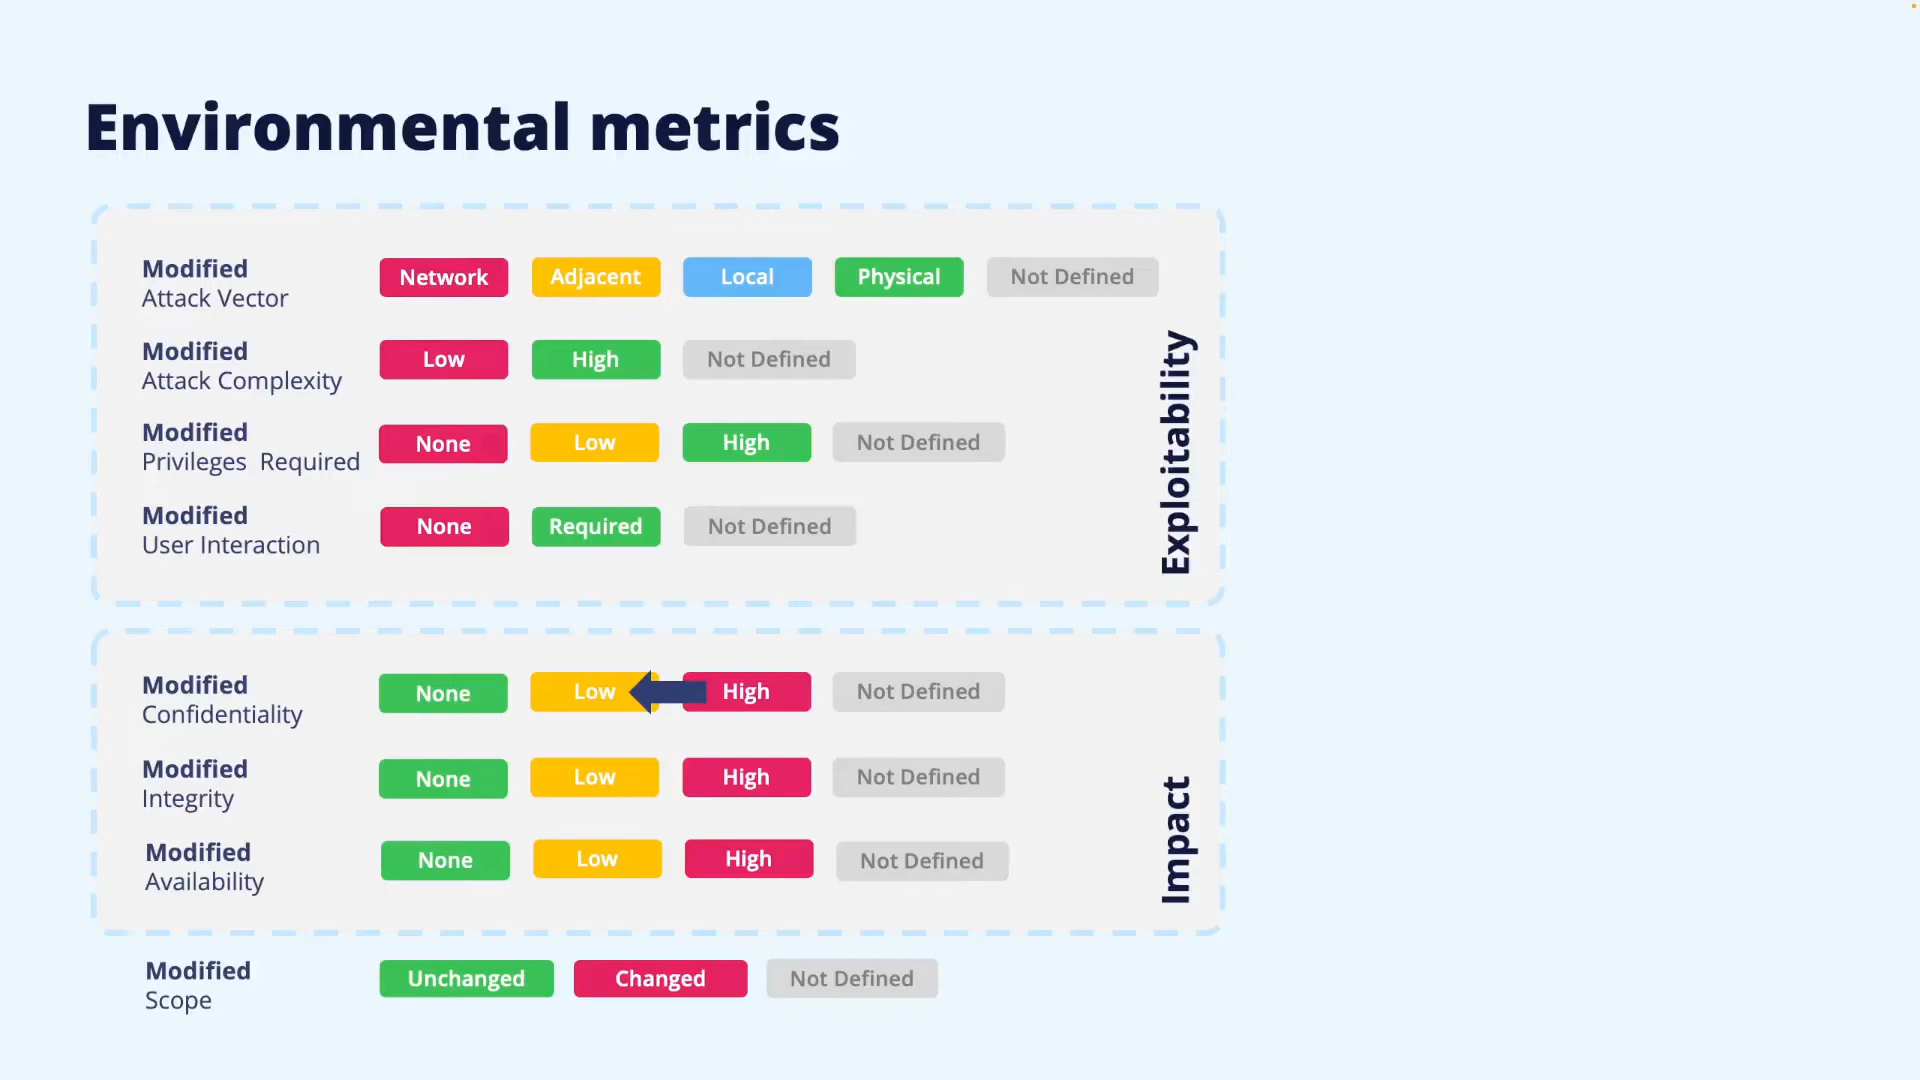 Environmental metrics
Modified
Attack Vector
Network
Adjacent
Local
Physical
Not Defined
Modified
Attack Complexity
Low
High
Not Defined
Modified
Privileges Required
None
Low
High
Not Defined
Modified
User Interaction
None
Required
Not Defined
Exploitability
Modified
Confidentiality
None
Low
High
Not Defined
Modified
Integrity
None
Low
High
Not Defined
Modified
Availability
None
Low
High
Not Defined
Impact
Modified
Scope
Unchanged
Changed
Not Defined